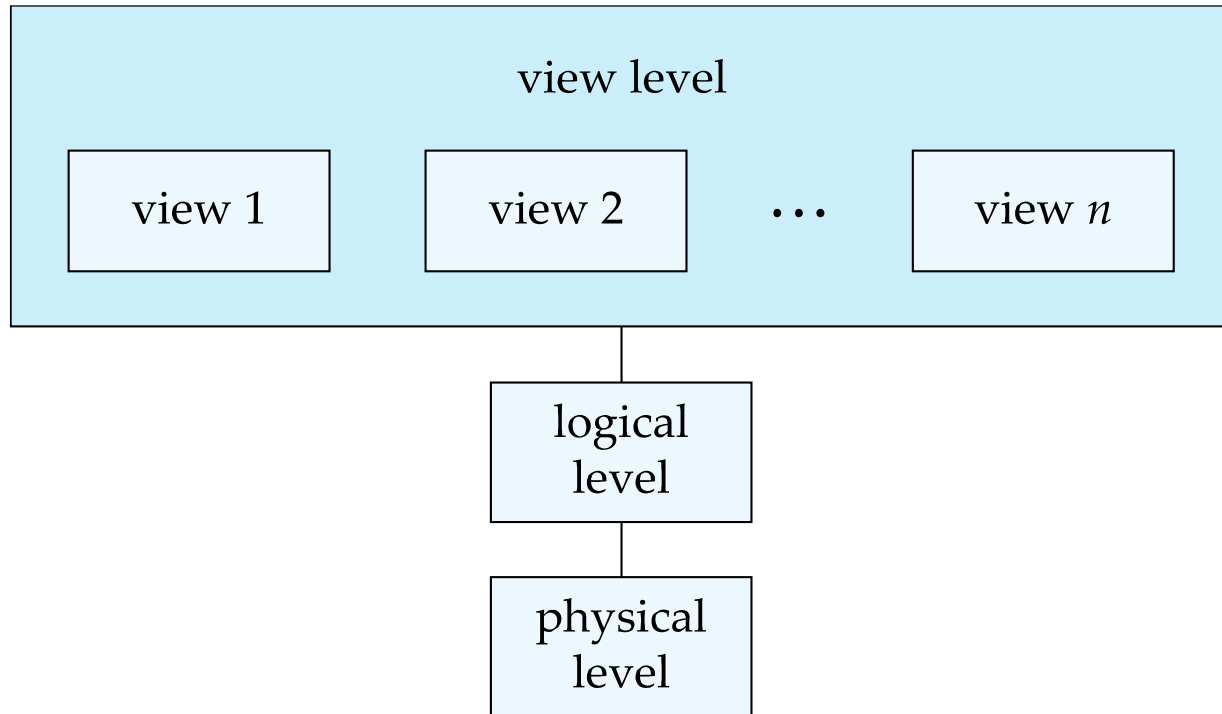 view level
view 1
view 2
...
view n
logical
level
physical
level